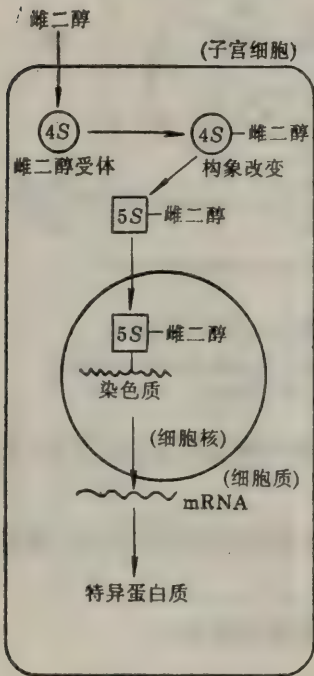 雌二醇
(子宫细胞)
4S 4S 雌二醇
雌二醇受体 构象改变
5S 雌二醇
5S 雌二醇
染色质
(细胞核)
(细胞质)
mRNA
特异蛋白质